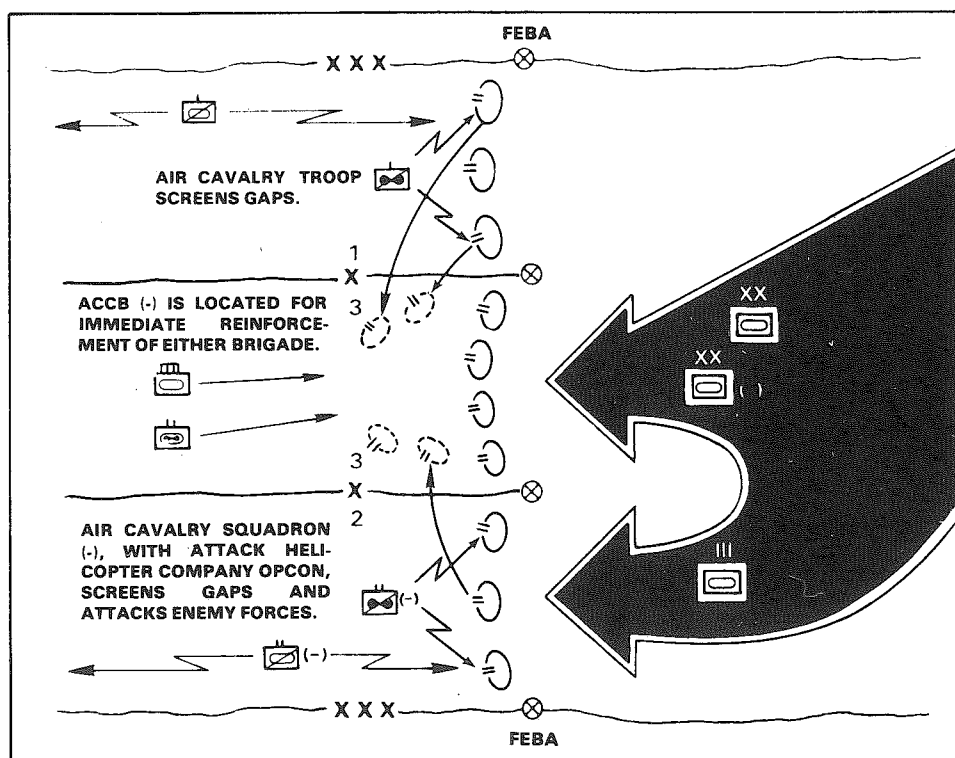 FEBA
X X X
AIR CAVALRY TROOP
SCREENS GAPS.
1
X
3
ACCB (-) IS LOCATED FOR
IMMEDIATE REINFORCE-
MENT OF EITHER BRIGADE.
XX
XX
( )
3
X
2
AIR CAVALRY SQUADRON
(-), WITH ATTACK HELI-
COPTER COMPANY OPCON,
SCREENS GAPS AND
ATTACKS ENEMY FORCES.
(-)
III
(-)
X X X
FEBA